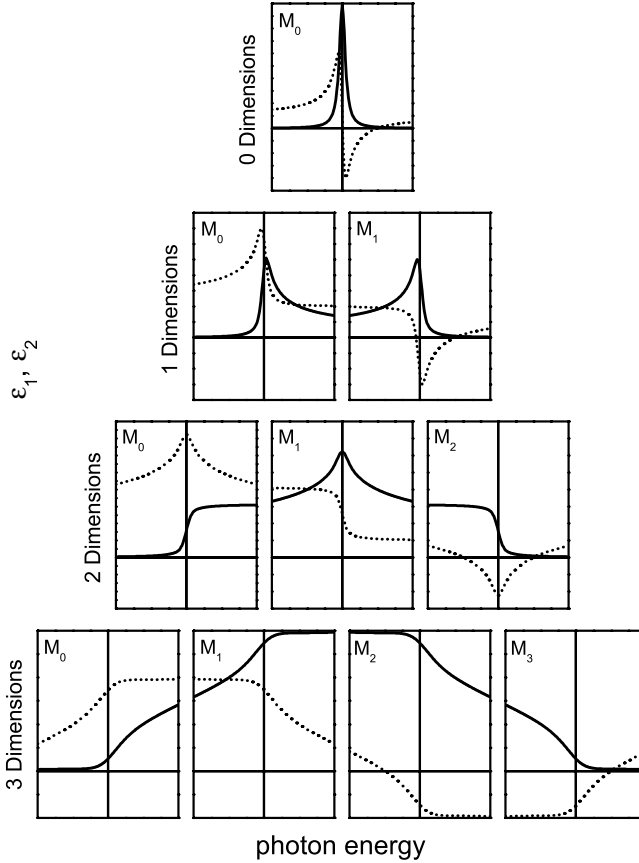 0 Dimensions
M₀
1 Dimensions
M₀
M₁
ε₁, ε₂
2 Dimensions
M₀
M₁
M₂
3 Dimensions
M₀
M₁
M₂
M₃
photon energy